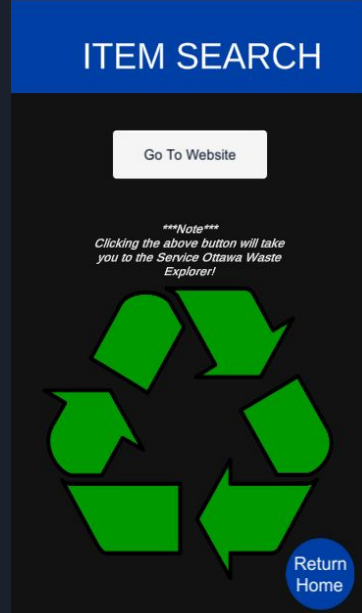 ITEM SEARCH
Go To Website
***Note***
Clicking the above button will take
you to the Service Ottawa Waste
Explorer!
Return
Home